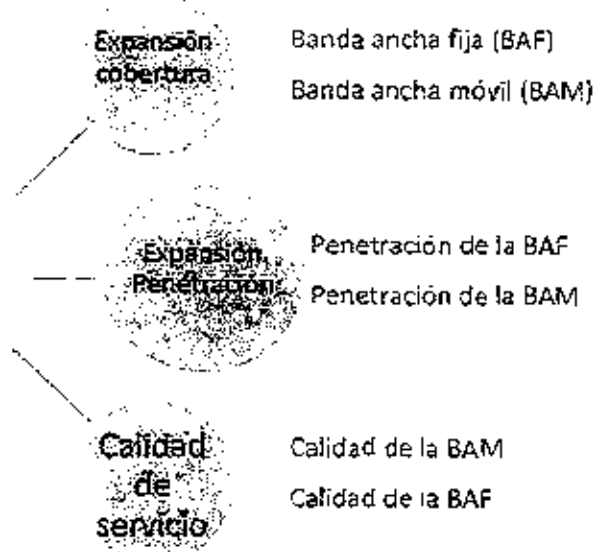 Expansión
cobertura
Banda ancha fija (BAF)
Banda ancha móvil (BAM)
Expansión
Penetración
Penetración de la BAF
Penetración de la BAM
Calidad
de
servicio
Calidad de la BAM
Calidad de la BAF